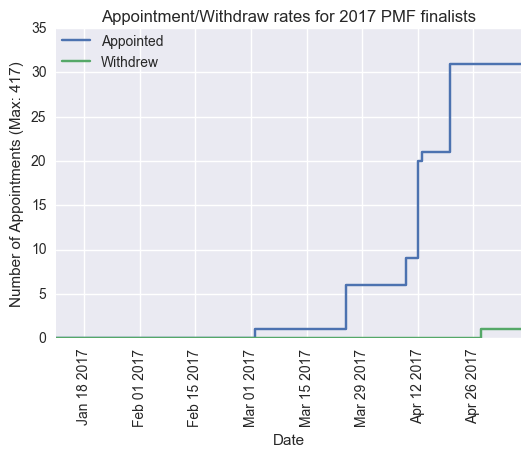 Appointment/Withdraw rates for 2017 PMF finalists
Appointed
Withdrew
Number of Appointments (Max: 417)
35
30
25
20
15
10
5
0
Jan 18 2017
Feb 01 2017
Feb 15 2017
Mar 01 2017
Mar 15 2017
Mar 29 2017
Apr 12 2017
Apr 26 2017
Date